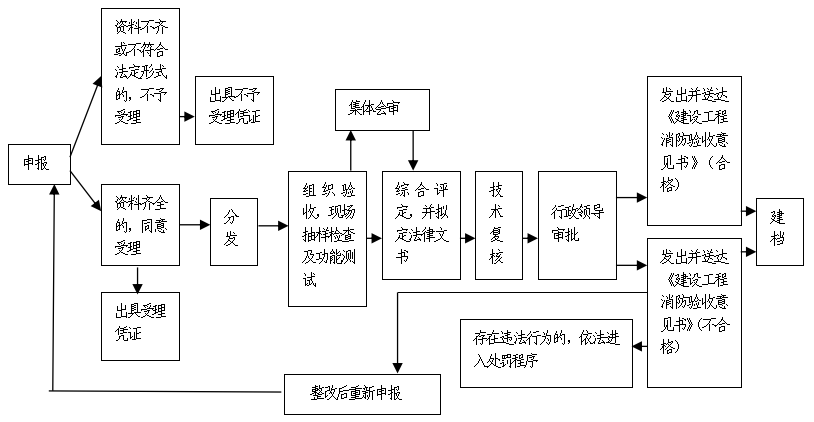 申报
资料不齐
或不符合
法定形式
的，不予
受理
出具不予
受理凭证
资料齐全
的，同意
受理
出具受理
凭证
分
发
组织验
收，现场
抽样检查
及功能测
试
集体会审
综合评
定，并拟
定法律文
书
技
术
复
核
行政领导
审批
发出并送达
《建设工程
消防验收意
见书》（合
格）
发出并送达
《建设工程
消防验收意
见书》（不合
格）
建
档
存在违法行为的，依法进
入处罚程序
整改后重新申报